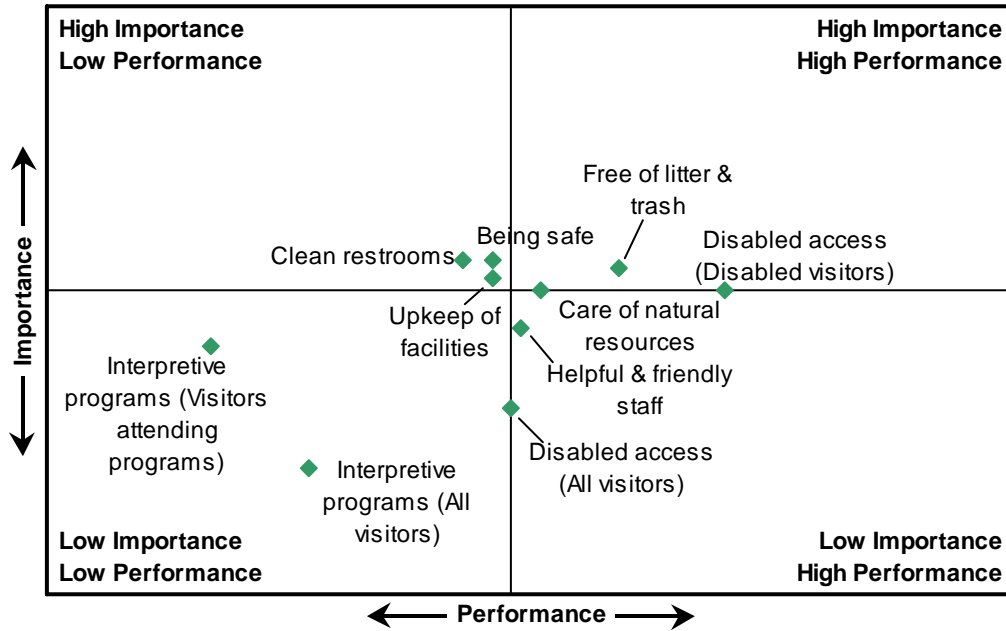 High Importance
Low Performance
High Importance
High Performance
Free of litter &
trash
Being safe
Clean restrooms
Disabled access
(Disabled visitors)
Upkeep of
facilities
Care of natural
resources
Helpful & friendly
staff
Interpretive
programs (Visitors
attending
programs)
Disabled access
(All visitors)
Interpretive
programs (All
visitors)
Low Importance
Low Performance
Low Importance
High Performance
Importance
Performance